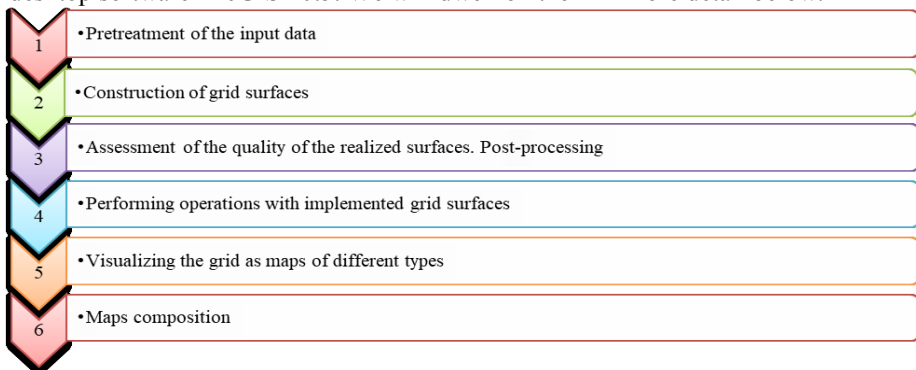 1
•Pretreatment of the input data
2
•Construction of grid surfaces
3
•Assessment of the quality of the realized surfaces. Post-processing
4
•Performing operations with implemented grid surfaces
5
•Visualizing the grid as maps of different types
6
•Maps composition